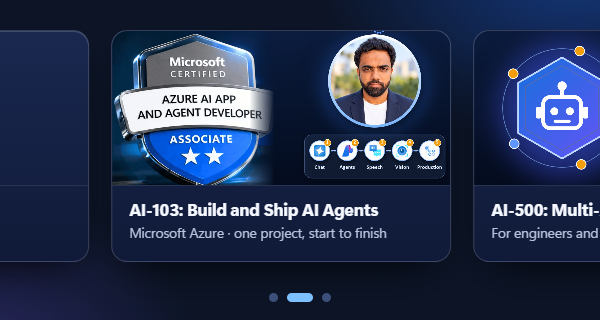 Microsoft
CERTIFIED
AZURE AI APP
AND AGENT DEVELOPER
ASSOCIATE
Chat Agents Speech Vision Production
AI-103: Build and Ship AI Agents
Microsoft Azure · one project, start to finish
AI-500: Multi-
For engineers and